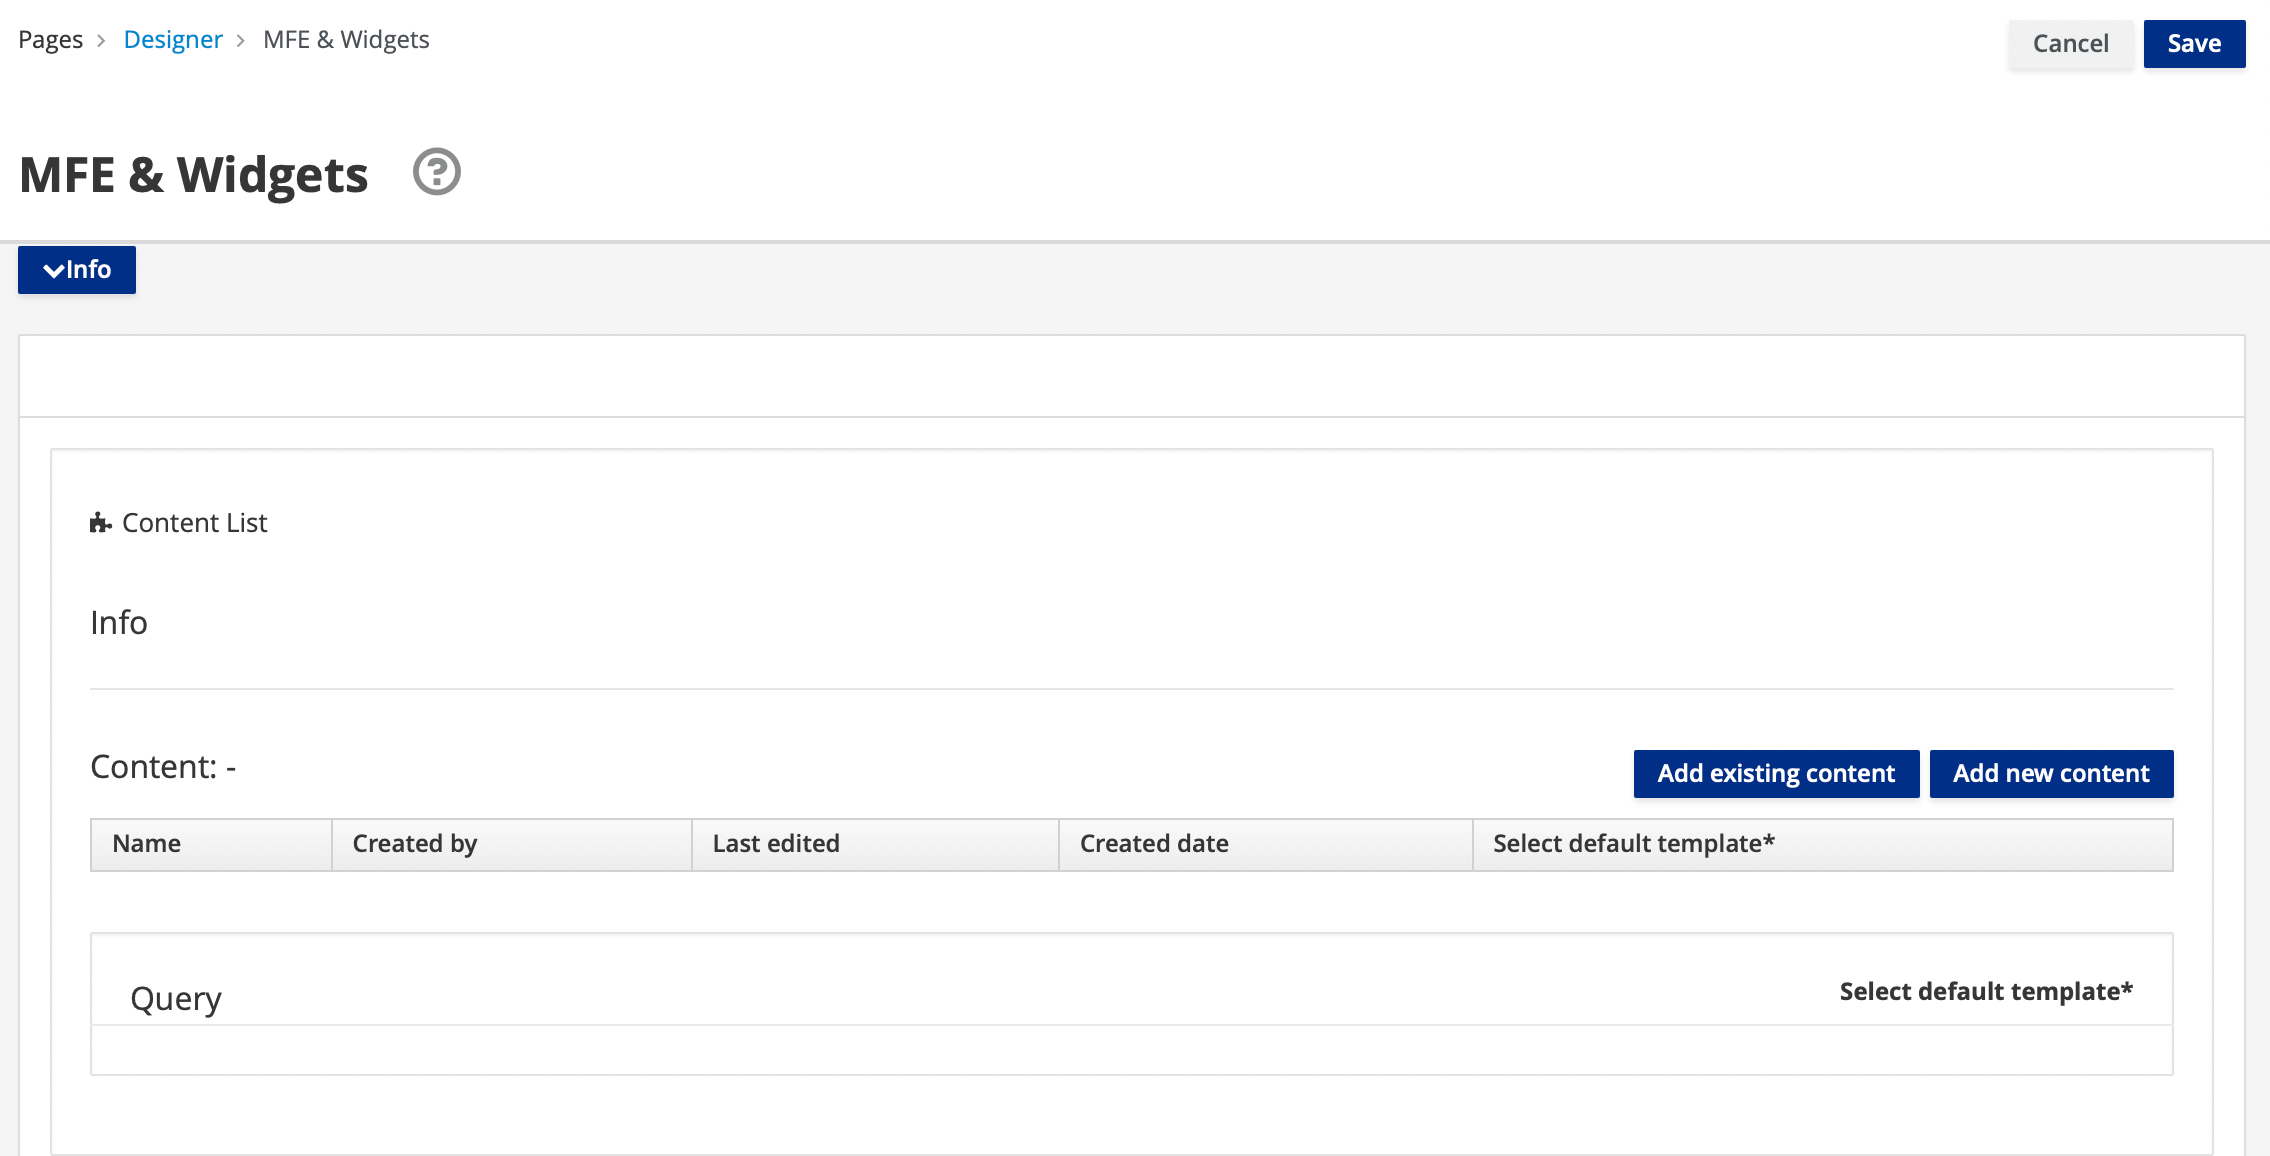 Pages > Designer > MFE & Widgets
Cancel
Save
MFE & Widgets
Info
Content List
Info
Content: -
Add existing content
Add new content
Name
Created by
Last edited
Created date
Select default template*
Query
Select default template*